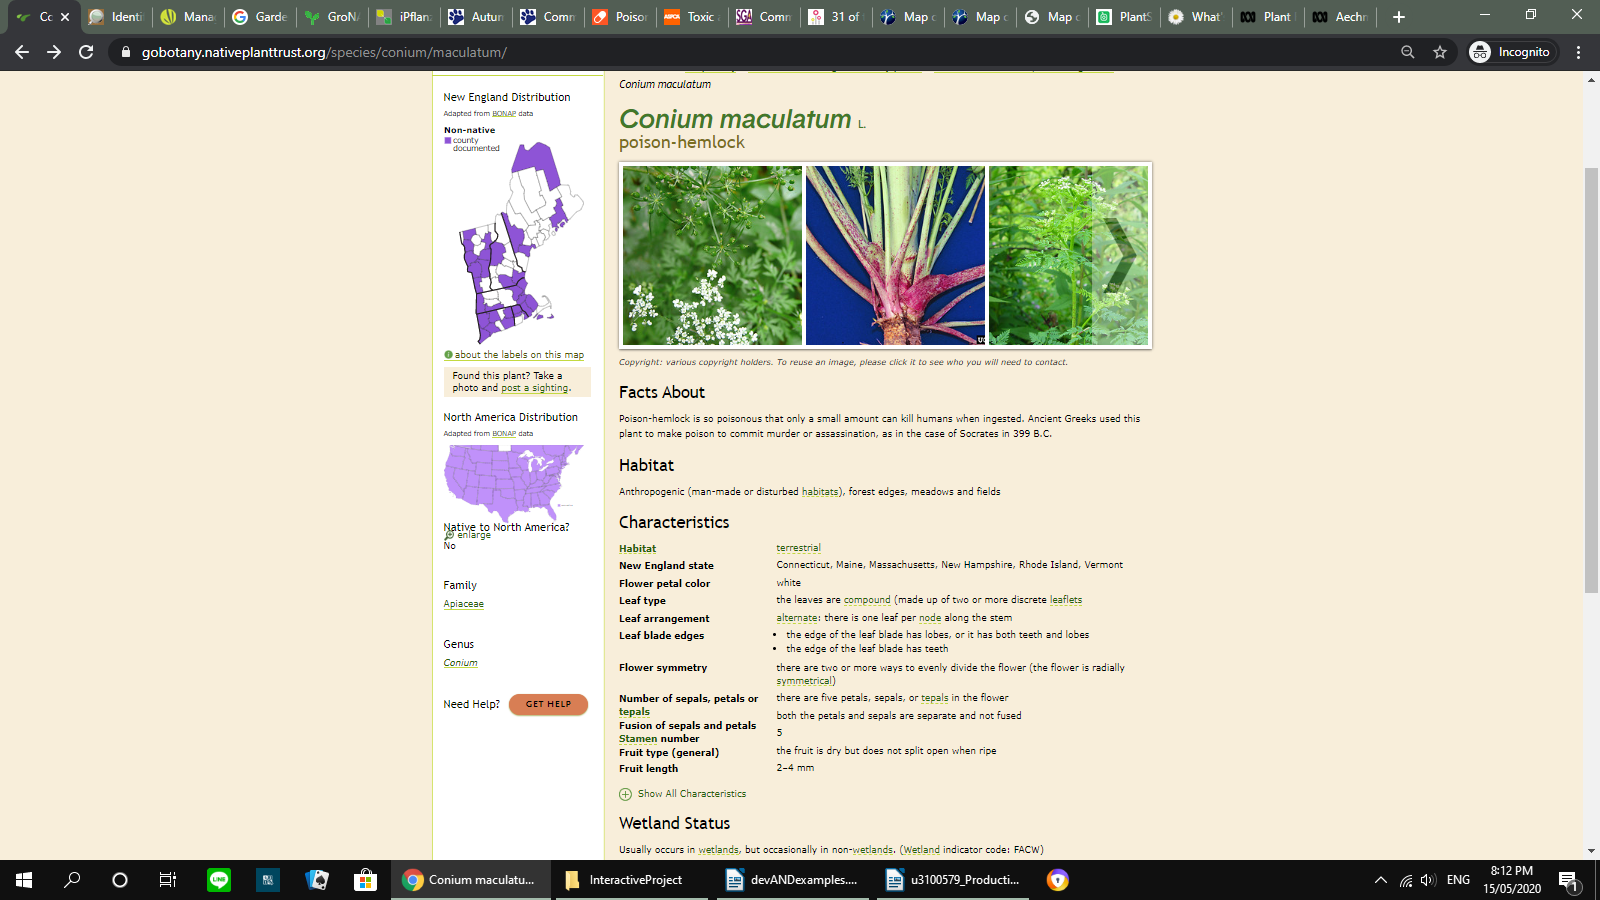 Co
Identi
Mana
Garde
GroNA
iPflanz
Autun
Comn
Poisor
ASPCA
Toxic a
SGA
Comn
31 of t
Map o
Map o
Map o
PlantS
What'
Plant
Aechn
gobotany.nativeplanttrust.org/species/conium/maculatum/
Incognito
New England Distribution
Adapted from BONAP data
Non-native
county
documented
about the labels on this map
Found this plant? Take a
photo and post a sighting.
North America Distribution
Adapted from BONAP data
Native to North America?
enlarge
No
Family
Apiaceae
Genus
Conium
Need Help? GET HELP
Conium maculatum
Conium maculatum L.
poison-hemlock
Copyright: various copyright holders. To reuse an image, please click it to see who you will need to contact.
Facts About
Poison-hemlock is so poisonous that only a small amount can kill humans when ingested. Ancient Greeks used this
plant to make poison to commit murder or assassination, as in the case of Socrates in 399 B.C.
Habitat
Anthropogenic (man-made or disturbed habitats), forest edges, meadows and fields
Characteristics
Habitat terrestrial
New England state Connecticut, Maine, Massachusetts, New Hampshire, Rhode Island, Vermont
Flower petal color white
Leaf type the leaves are compound (made up of two or more discrete leaflets
Leaf arrangement alternate: there is one leaf per node along the stem
Leaf blade edges • the edge of the leaf blade has lobes, or it has both teeth and lobes
• the edge of the leaf blade has teeth
Flower symmetry there are two or more ways to evenly divide the flower (the flower is radially
symmetrical)
Number of sepals, petals or there are five petals, sepals, or tepals in the flower
tepals
Fusion of sepals and petals both the petals and sepals are separate and not fused
Stamen number 5
Fruit type (general) the fruit is dry but does not split open when ripe
Fruit length 2–4 mm
Show All Characteristics
Wetland Status
Usually occurs in wetlands, but occasionally in non-wetlands. (Wetland indicator code: FACW)
LINE
Conium maculatu...
InteractiveProject
devANDexamples....
u3100579_Producti...
ENG
8:12 PM
15/05/2020
1